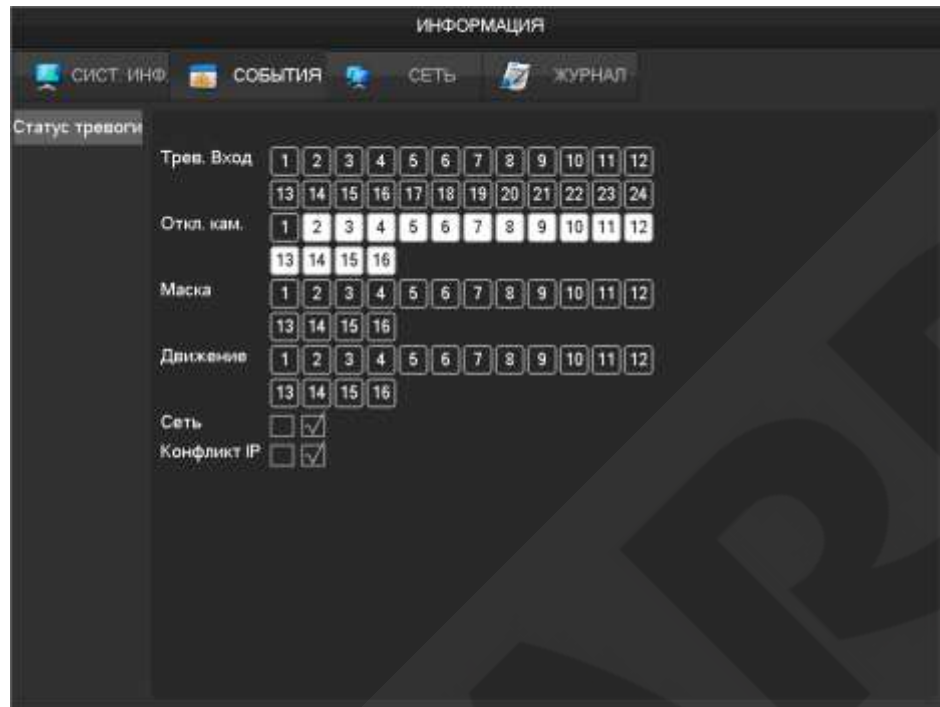 ИНФОРМАЦИЯ
СИСТ. ИНФ. СОБЫТИЯ СЕТЬ ЖУРНАЛ
Статус тревоги
Трев. Вход 1 2 3 4 5 6 7 8 9 10 11 12
13 14 15 16 17 18 19 20 21 22 23 24
Откл. кам. 1 2 3 4 5 6 7 8 9 10 11 12
13 14 15 16
Маска 1 2 3 4 5 6 7 8 9 10 11 12
13 14 15 16
Движение 1 2 3 4 5 6 7 8 9 10 11 12
13 14 15 16
Сеть
Конфликт IP